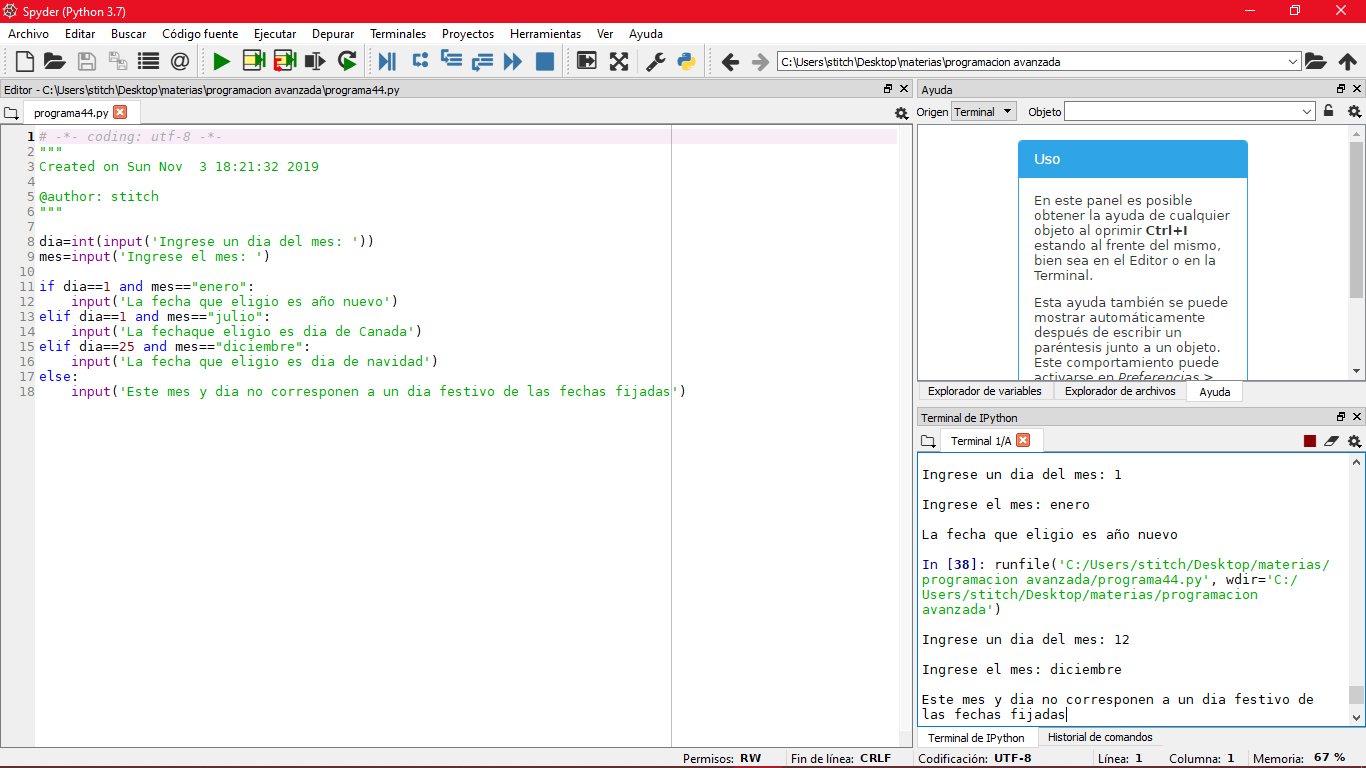 Spyder (Python 3.7)
Archivo Editar Buscar Código fuente Ejecutar Depurar Terminales Proyectos Herramientas Ver Ayuda
C:\Users\stitch\Desktop\materias\programacion avanzada
Editor - C:\Users\stitch\Desktop\materias\programacion avanzada\programa44.py
programa44.py
1 # -*- coding: utf-8 -*-
2 """
3 Created on Sun Nov  3 18:21:32 2019
4
5 @author: stitch
6 """
7
8 dia=int(input('Ingrese un dia del mes: '))
9 mes=input('Ingrese el mes: ')
10
11 if dia==1 and mes=="enero":
12     input('La fecha que eligio es año nuevo')
13 elif dia==1 and mes=="julio":
14     input('La fechaque eligio es dia de Canada')
15 elif dia==25 and mes=="diciembre":
16     input('La fecha que eligio es dia de navidad')
17 else:
18     input('Este mes y dia no corresponen a un dia festivo de las fechas fijadas')
Ayuda
Origen Terminal Objeto
Uso
En este panel es posible
obtener la ayuda de cualquier
objeto al oprimir Ctrl+I
estando al frente del mismo,
bien sea en el Editor o en la
Terminal.
Esta ayuda también se puede
mostrar automáticamente
después de escribir un
paréntesis junto a un objeto.
Este comportamiento puede
activarse en Preferencias >
Explorador de variables Explorador de archivos Ayuda
Terminal de IPython
Terminal 1/A
Ingrese un dia del mes: 1
Ingrese el mes: enero
La fecha que eligio es año nuevo
In [38]: runfile('C:/Users/stitch/Desktop/materias/
programacion avanzada/programa44.py', wdir='C:/
Users/stitch/Desktop/materias/programacion
avanzada')
Ingrese un dia del mes: 12
Ingrese el mes: diciembre
Este mes y dia no corresponen a un dia festivo de
las fechas fijadas
Terminal de IPython Historial de comandos
Permisos: RW Fin de línea: CRLF Codificación: UTF-8 Línea: 1 Columna: 1 Memoria: 67 %